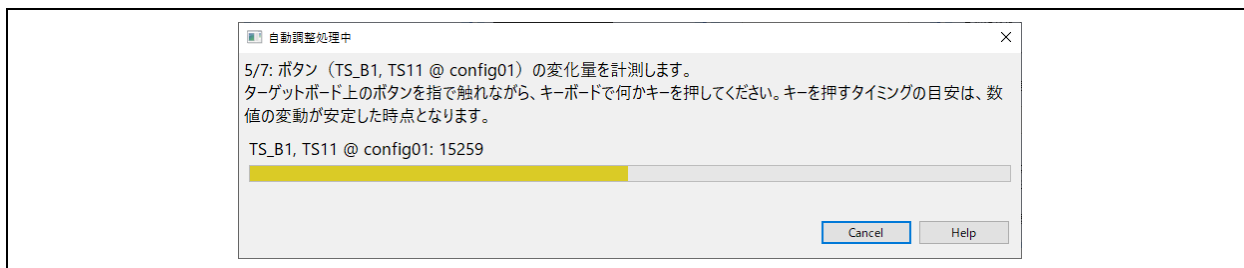 自動調整処理中
5/7: ボタン（TS_B1, TS11 @ config01）の変化量を計測します。
ターゲットボード上のボタンを指で触れながら、キーボードで何かキーを押してください。キーを押すタイミングの目安は、数
値の変動が安定した時点となります。
TS_B1, TS11 @ config01: 15259
Cancel
Help